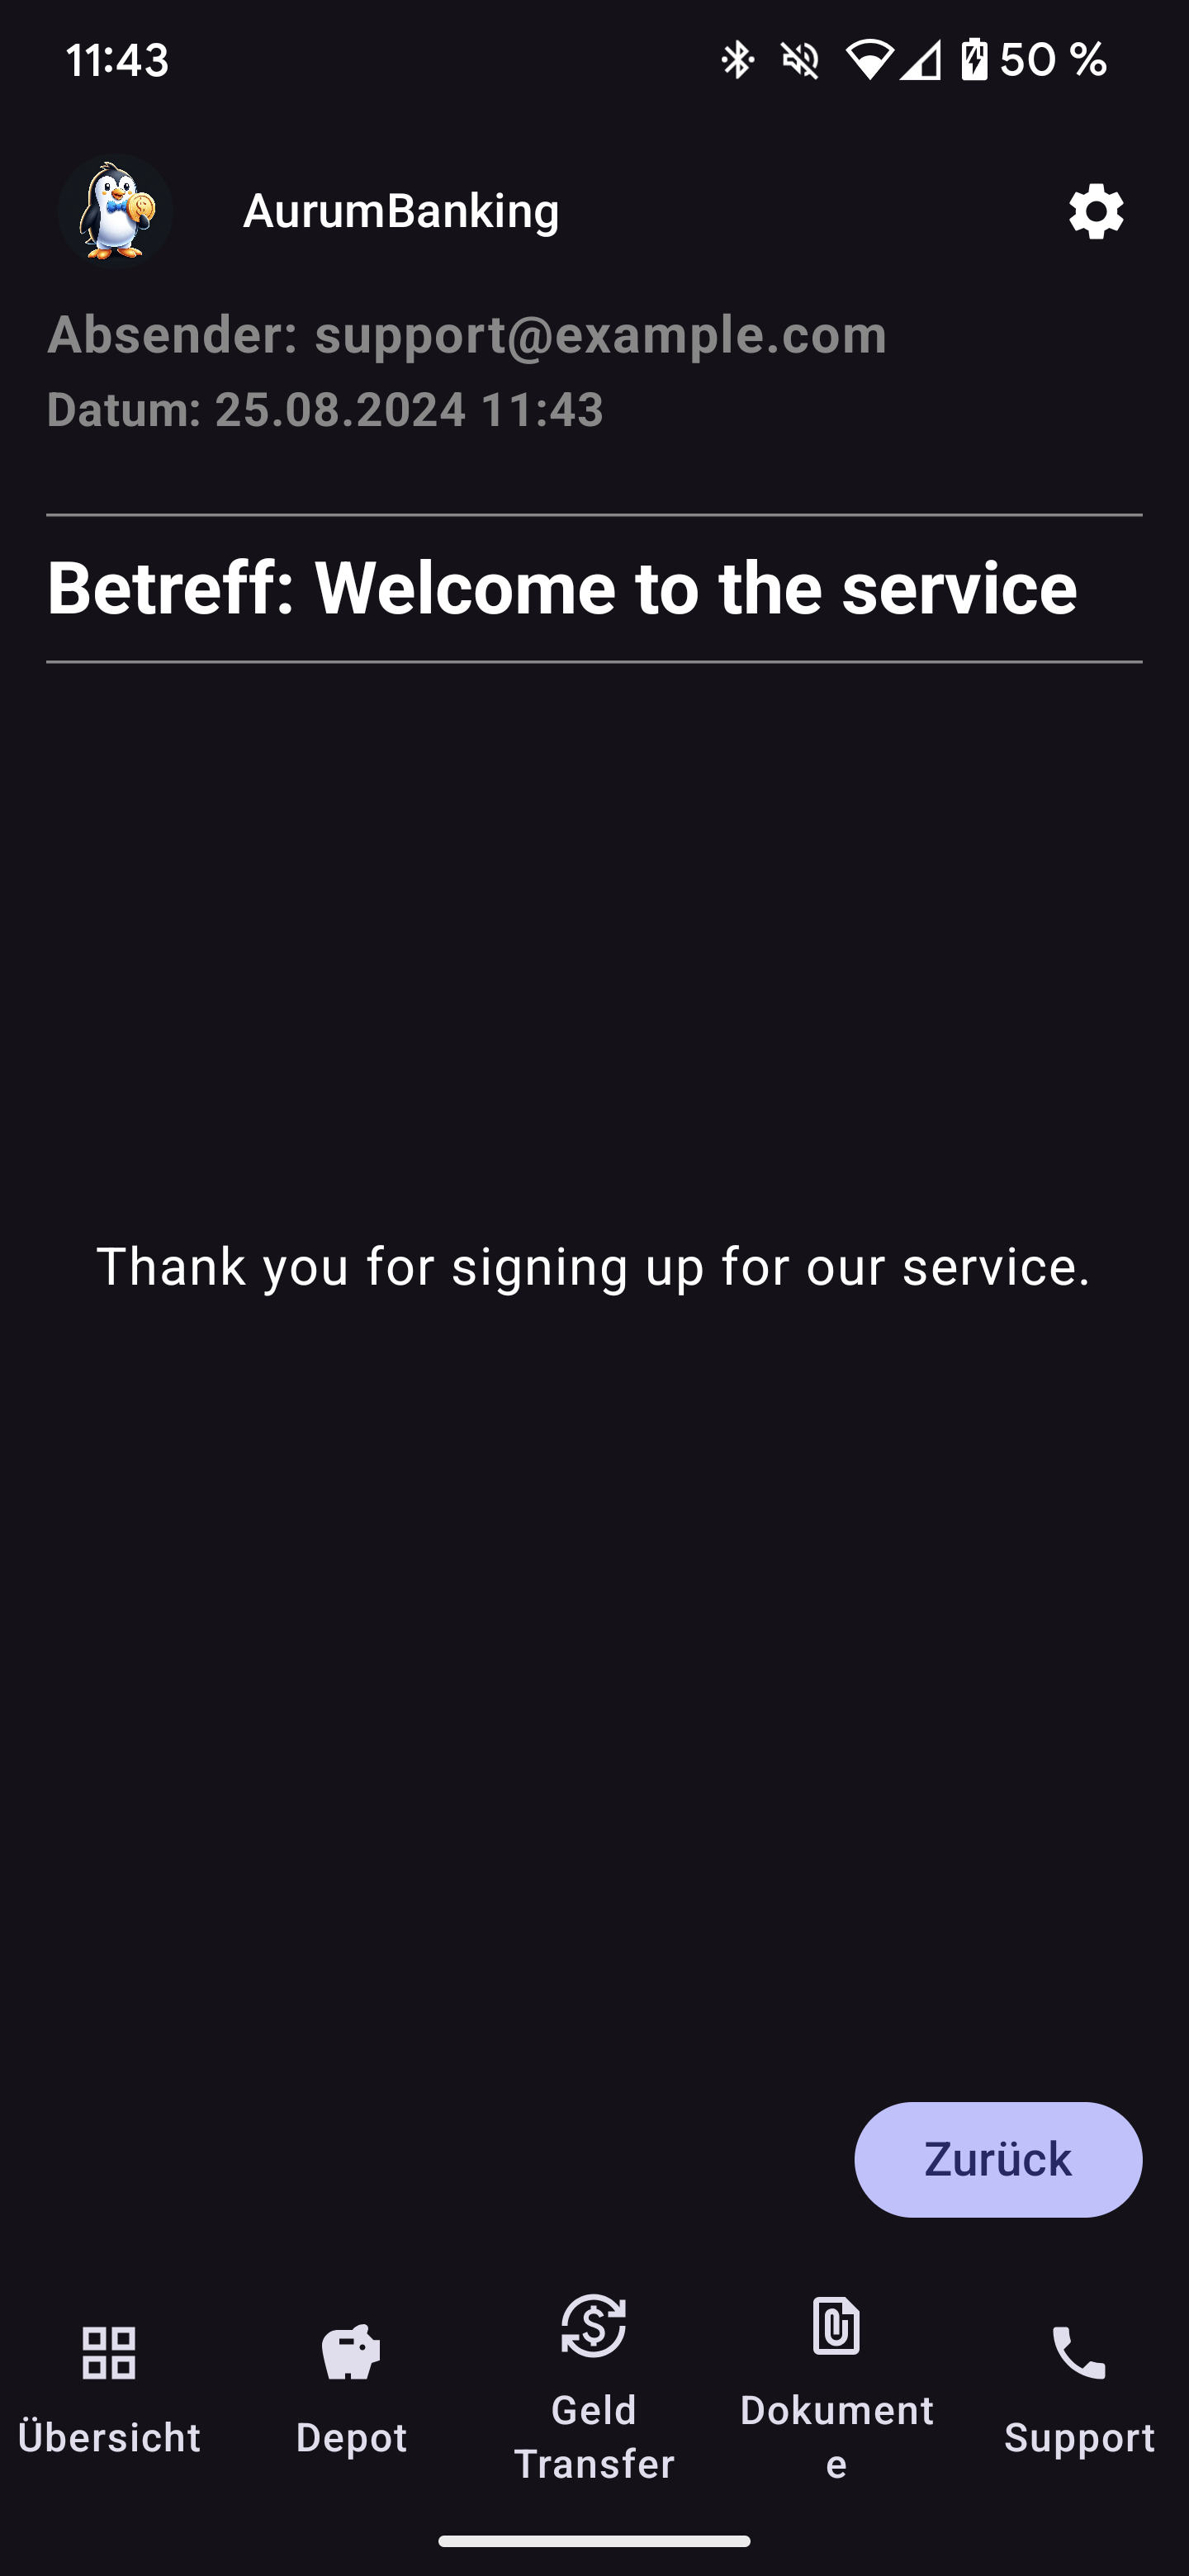 11:43
50 %
AurumBanking
Absender: support@example.com
Datum: 25.08.2024 11:43
Betreff: Welcome to the service
Thank you for signing up for our service.
Zurück
Übersicht
Depot
Geld
Transfer
Dokument
e
Support